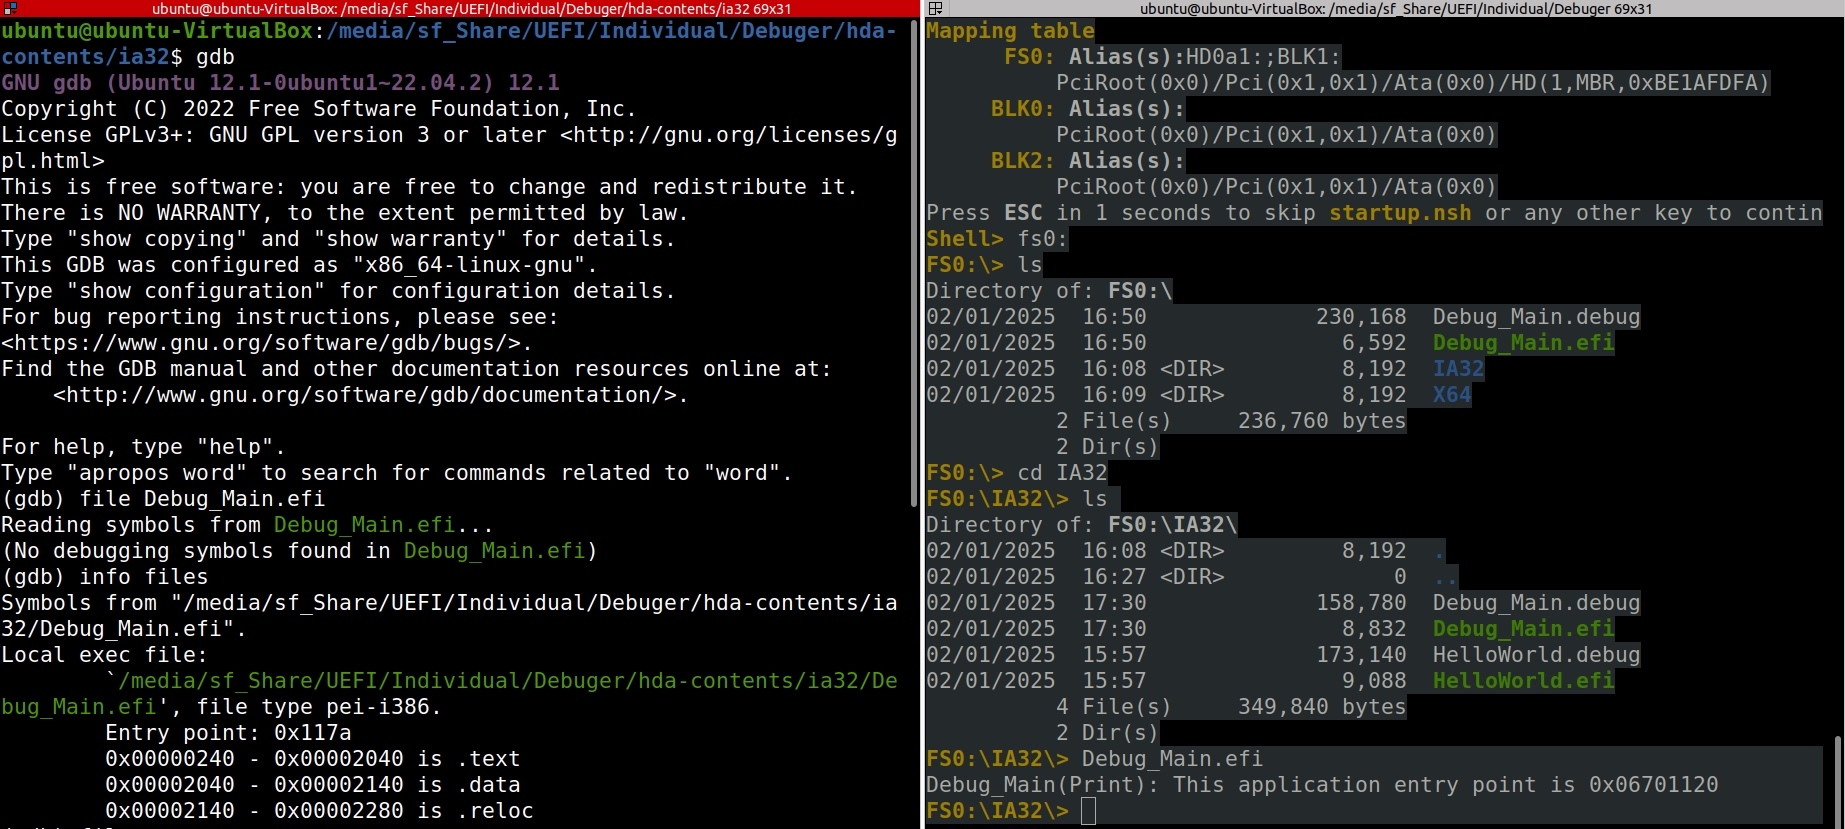 ubuntu@ubuntu-VirtualBox: /media/sf_Share/UEFI/Individual/Debuger/hda-contents/ia32 69x31
ubuntu@ubuntu-VirtualBox:/media/sf_Share/UEFI/Individual/Debuger/hda-
contents/ia32$ gdb
GNU gdb (Ubuntu 12.1-0ubuntu1~22.04.2) 12.1
Copyright (C) 2022 Free Software Foundation, Inc.
License GPLv3+: GNU GPL version 3 or later <http://gnu.org/licenses/g
pl.html>
This is free software: you are free to change and redistribute it.
There is NO WARRANTY, to the extent permitted by law.
Type "show copying" and "show warranty" for details.
This GDB was configured as "x86_64-linux-gnu".
Type "show configuration" for configuration details.
For bug reporting instructions, please see:
<https://www.gnu.org/software/gdb/bugs/>.
Find the GDB manual and other documentation resources online at:
    <http://www.gnu.org/software/gdb/documentation/>.
For help, type "help".
Type "apropos word" to search for commands related to "word".
(gdb) file Debug_Main.efi
Reading symbols from Debug_Main.efi...
(No debugging symbols found in Debug_Main.efi)
(gdb) info files
Symbols from "/media/sf_Share/UEFI/Individual/Debuger/hda-contents/ia
32/Debug_Main.efi".
Local exec file:
        `/media/sf_Share/UEFI/Individual/Debuger/hda-contents/ia32/De
bug_Main.efi', file type pei-i386.
        Entry point: 0x117a
        0x00000240 - 0x00002040 is .text
        0x00002040 - 0x00002140 is .data
        0x00002140 - 0x00002280 is .reloc
ubuntu@ubuntu-VirtualBox: /media/sf_Share/UEFI/Individual/Debuger 69x31
Mapping table
      FS0: Alias(s):HD0a1:;BLK1:
          PciRoot(0x0)/Pci(0x1,0x1)/Ata(0x0)/HD(1,MBR,0xBE1AFDFA)
     BLK0: Alias(s):
          PciRoot(0x0)/Pci(0x1,0x1)/Ata(0x0)
     BLK2: Alias(s):
          PciRoot(0x0)/Pci(0x1,0x1)/Ata(0x0)
Press ESC in 1 seconds to skip startup.nsh or any other key to contin
Shell> fs0:
FS0:\> ls
Directory of: FS0:\
02/01/2025  16:50             230,168  Debug_Main.debug
02/01/2025  16:50               6,592  Debug_Main.efi
02/01/2025  16:08 <DIR>         8,192  IA32
02/01/2025  16:09 <DIR>         8,192  X64
          2 File(s)     236,760 bytes
          2 Dir(s)
FS0:\> cd IA32
FS0:\IA32\> ls
Directory of: FS0:\IA32\
02/01/2025  16:08 <DIR>         8,192  .
02/01/2025  16:27 <DIR>             0  ..
02/01/2025  17:30             158,780  Debug_Main.debug
02/01/2025  17:30               8,832  Debug_Main.efi
02/01/2025  15:57             173,140  HelloWorld.debug
02/01/2025  15:57               9,088  HelloWorld.efi
          4 File(s)     349,840 bytes
          2 Dir(s)
FS0:\IA32\> Debug_Main.efi
Debug_Main(Print): This application entry point is 0x06701120
FS0:\IA32\>